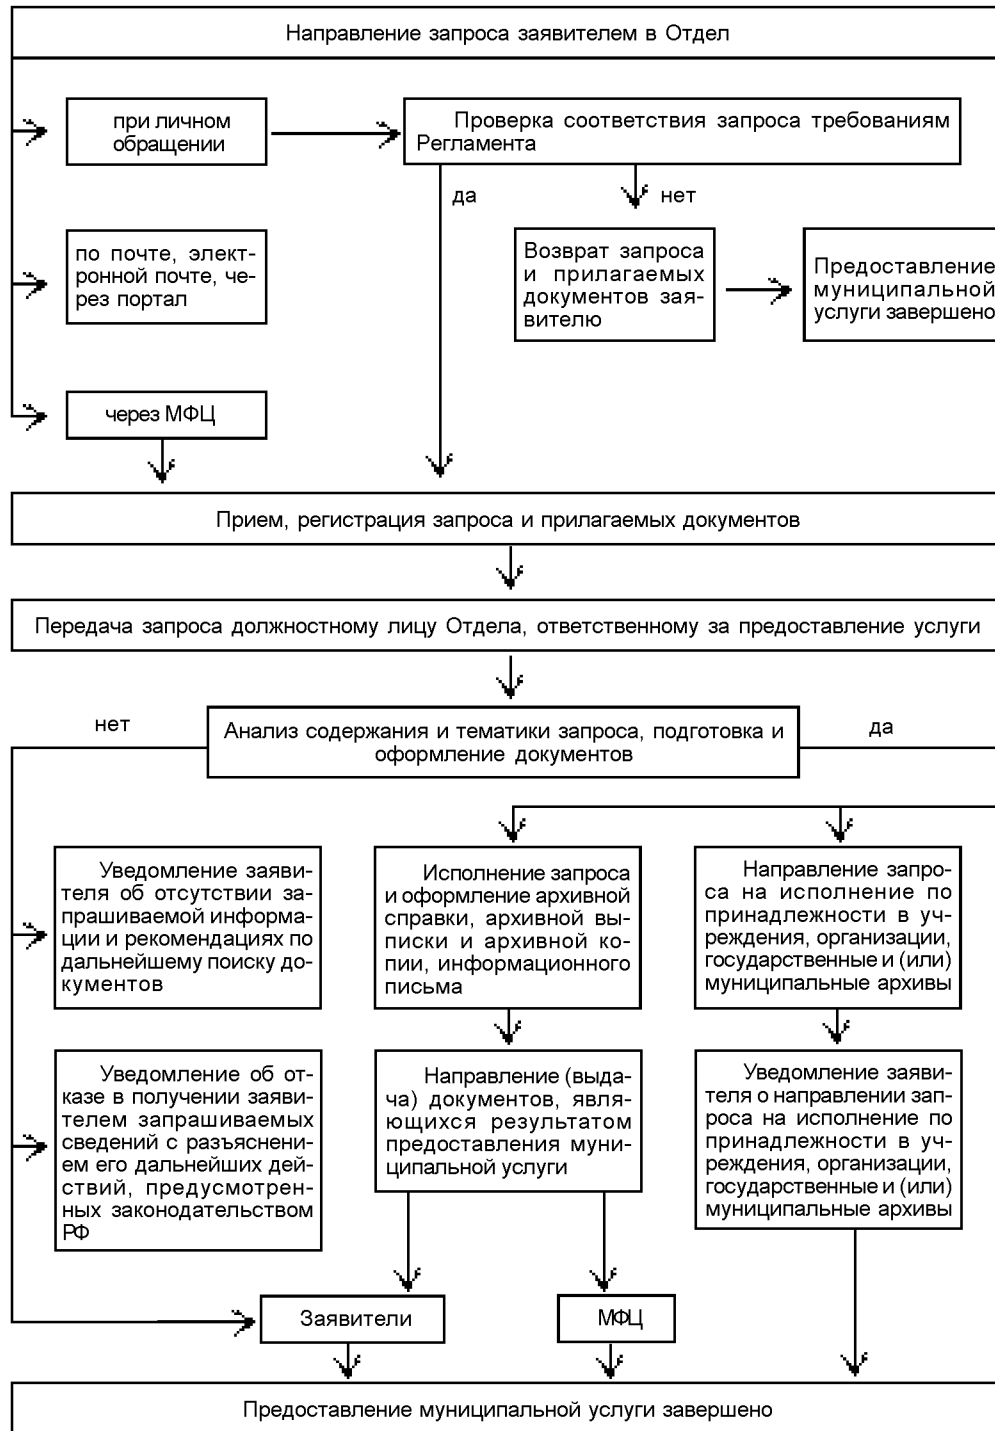 Направление запроса заявителем в Отдел
при личном
обращении
Проверка соответствия запроса требованиям
Регламента
да
нет
по почте, элект-
ронной почте, че-
рез портал
Возврат запроса
и прилагаемых
документов зая-
вителю
Предоставление
муниципальной
услуги завершено
через МФЦ
Прием, регистрация запроса и прилагаемых документов
Передача запроса должностному лицу Отдела, ответственному за предоставление услуги
нет
Анализ содержания и тематики запроса, подготовка и
оформление документов
да
Уведомление заяви-
теля об отсутствии за-
прашиваемой информа-
ции и рекомендациях по
дальнейшему поиску до-
кументов
Исполнение запроса
и оформление архивной
справки, архивной вы-
писки и архивной ко-
пии, информационного
письма
Направление запро-
са на исполнение по
принадлежности в уч-
реждения, организации,
государственные и (или)
муниципальные архивы
Уведомление об от-
казе в получении заяви-
телем запрашиваемых
сведений с разъяснени-
ем его дальнейших дей-
ствий, предусмотрен-
ных законодательством
РФ
Направление (выда-
ча) документов, явля-
ющихся результатом
предоставления муни-
ципальной услуги
Уведомление заяви-
теля о направлении зап-
роса на исполнение по
принадлежности в уч-
реждения, организации,
государственные и (или)
муниципальные архивы
Заявители
МФЦ
Предоставление муниципальной услуги завершено